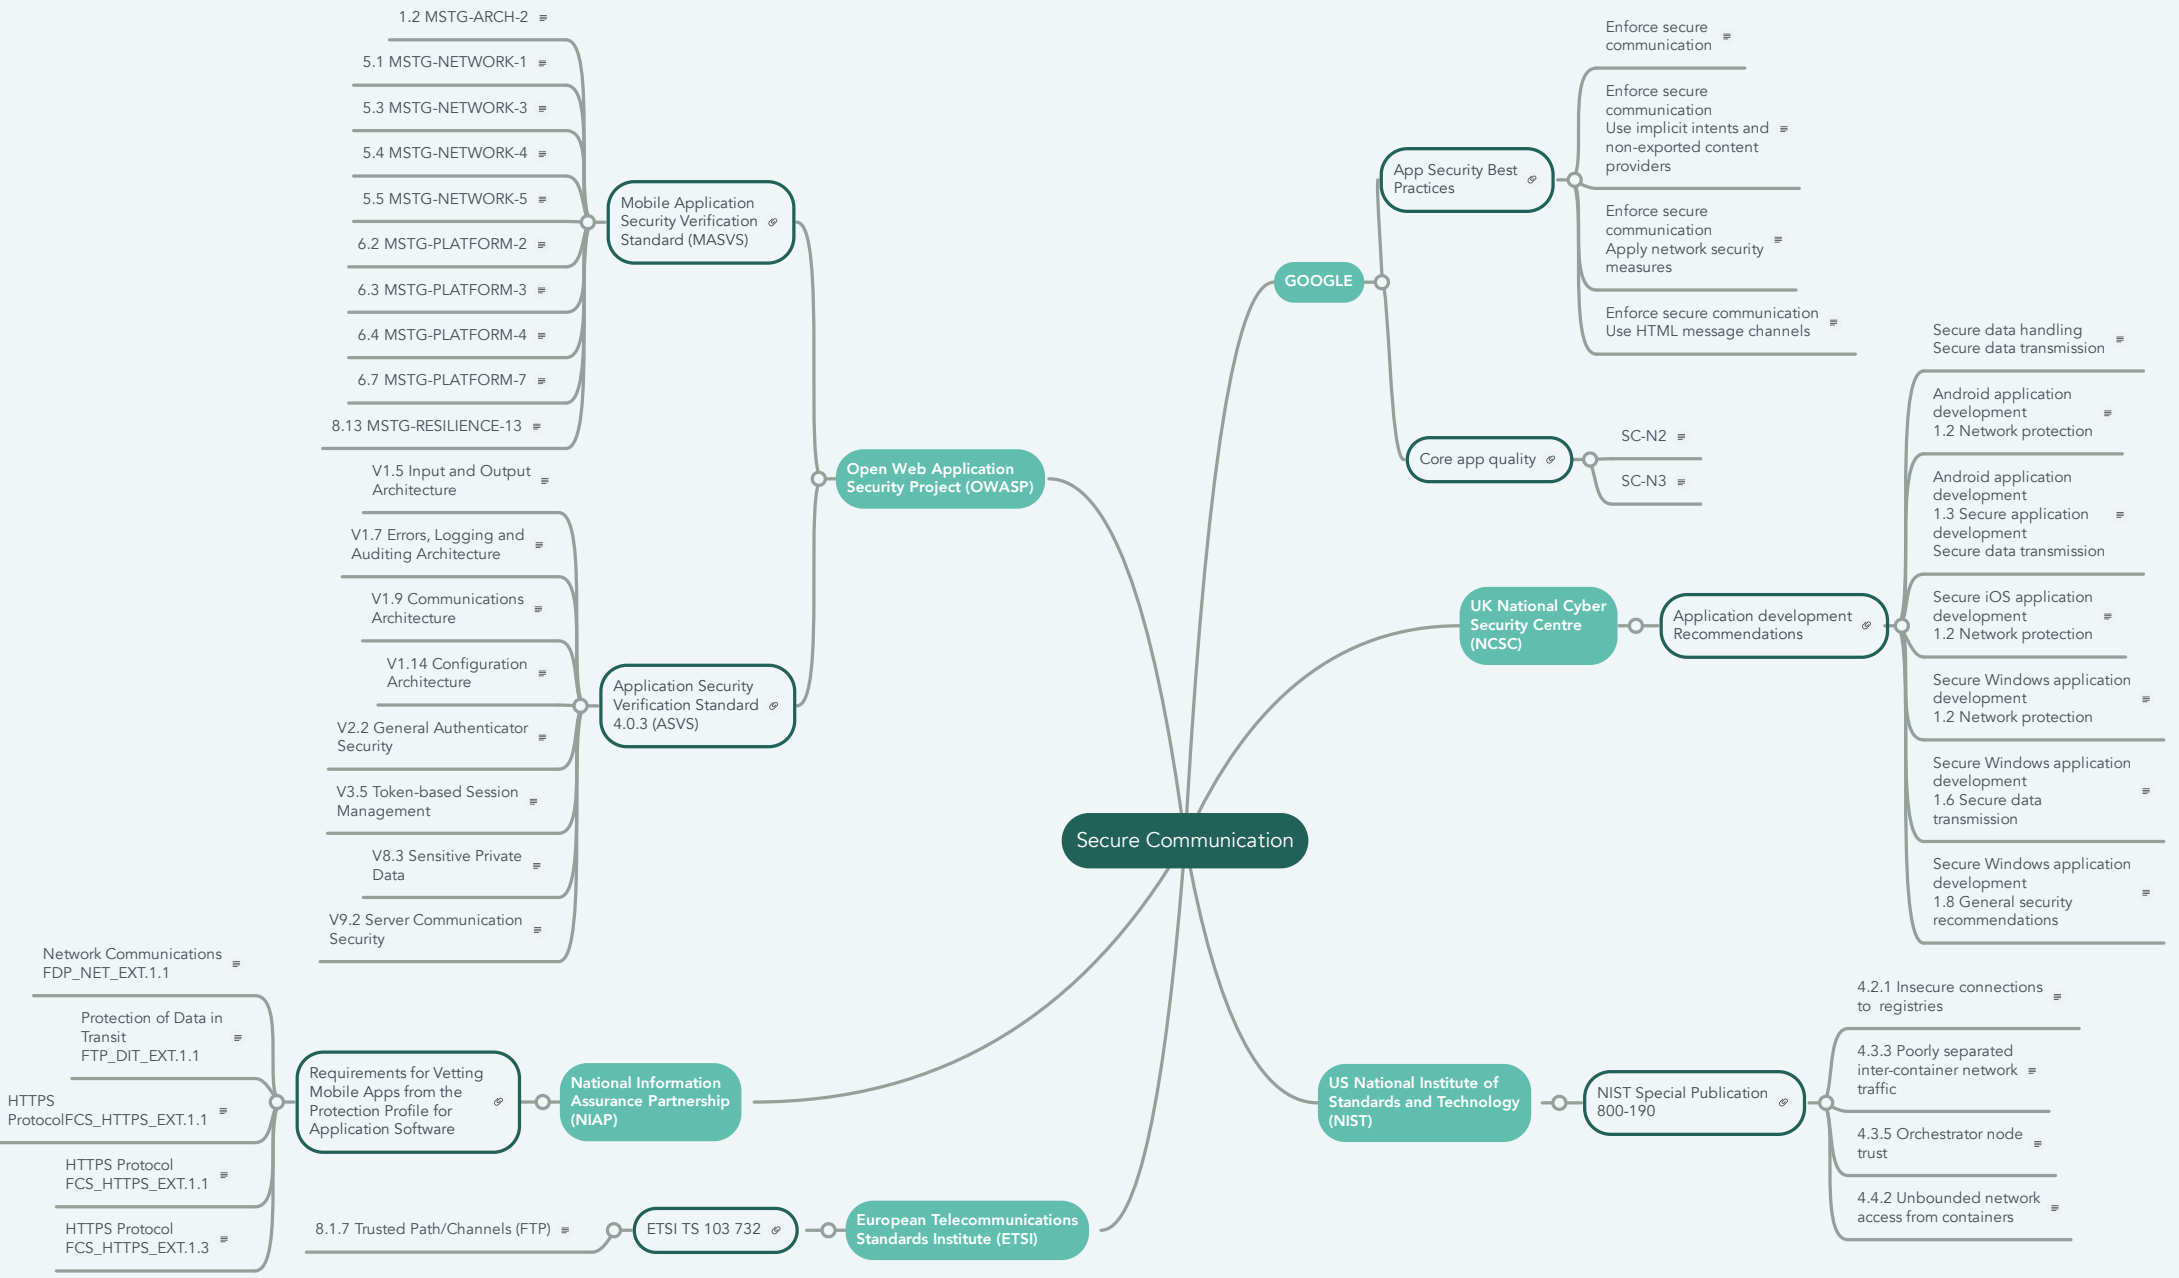 Secure Communication
Open Web Application
Security Project (OWASP)
Mobile Application
Security Verification
Standard (MASVS)
1.2 MSTG-ARCH-2
5.1 MSTG-NETWORK-1
5.3 MSTG-NETWORK-3
5.4 MSTG-NETWORK-4
5.5 MSTG-NETWORK-5
6.2 MSTG-PLATFORM-2
6.3 MSTG-PLATFORM-3
6.4 MSTG-PLATFORM-4
6.7 MSTG-PLATFORM-7
8.13 MSTG-RESILIENCE-13
Application Security
Verification Standard
4.0.3 (ASVS)
V1.5 Input and Output
Architecture
V1.7 Errors, Logging and
Auditing Architecture
V1.9 Communications
Architecture
V1.14 Configuration
Architecture
V2.2 General Authenticator
Security
V3.5 Token-based Session
Management
V8.3 Sensitive Private
Data
V9.2 Server Communication
Security
National Information
Assurance Partnership
(NIAP)
Requirements for Vetting
Mobile Apps from the
Protection Profile for
Application Software
Network Communications
FDP_NET_EXT.1.1
Protection of Data in
Transit
FTP_DIT_EXT.1.1
HTTPS
ProtocolFCS_HTTPS_EXT.1.1
HTTPS Protocol
FCS_HTTPS_EXT.1.1
HTTPS Protocol
FCS_HTTPS_EXT.1.3
European Telecommunications
Standards Institute (ETSI)
ETSI TS 103 732
8.1.7 Trusted Path/Channels (FTP)
GOOGLE
App Security Best
Practices
Enforce secure
communication
Enforce secure
communication
Use implicit intents and
non-exported content
providers
Enforce secure
communication
Apply network security
measures
Enforce secure communication
Use HTML message channels
Core app quality
SC-N2
SC-N3
UK National Cyber
Security Centre
(NCSC)
Application development
Recommendations
Secure data handling
Secure data transmission
Android application
development
1.2 Network protection
Android application
development
1.3 Secure application
development
Secure data transmission
Secure iOS application
development
1.2 Network protection
Secure Windows application
development
1.2 Network protection
Secure Windows application
development
1.6 Secure data
transmission
Secure Windows application
development
1.8 General security
recommendations
US National Institute of
Standards and Technology
(NIST)
NIST Special Publication
800-190
4.2.1 Insecure connections
to  registries
4.3.3 Poorly separated
inter-container network
traffic
4.3.5 Orchestrator node
trust
4.4.2 Unbounded network
access from containers